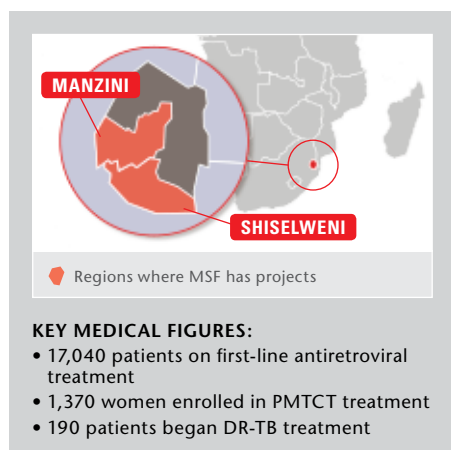 MANZINI
SHISELWENI
Regions where MSF has projects
KEY MEDICAL FIGURES:
• 17,040 patients on first-line antiretroviral
treatment
• 1,370 women enrolled in PMTCT treatment
• 190 patients began DR-TB treatment